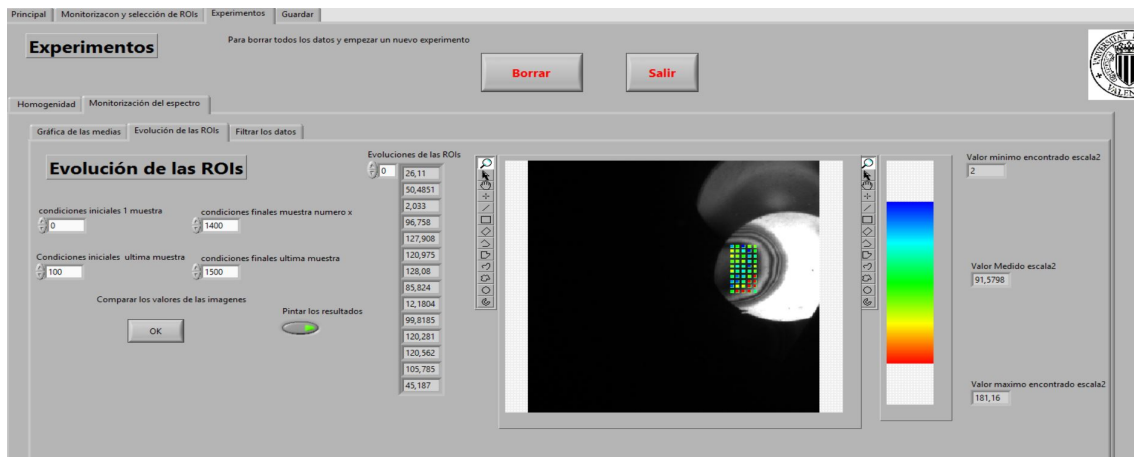 Principal Monitorizacon y selección de ROIs Experimentos Guardar
Experimentos
Para borrar todos los datos y empezar un nuevo experimento
Borrar Salir
Homogenidad Monitorización del espectro
Gráfica de las medias Evolución de las ROIs Filtrar los datos
Evolución de las ROIs
condiciones iniciales 1 muestra condiciones finales muestra numero x
0 1400
Condiciones iniciales ultima muestra condiciones finales ultima muestra
100 1500
Comparar los valores de las imagenes
OK
Pintar los resultados
Evoluciones de las ROIs
0
26,11
50,4851
2,033
96,758
127,908
120,975
128,08
85,824
12,1804
99,8185
120,281
120,562
105,785
45,187
Valor minimo encontrado escala2
2
Valor Medido escala2
91,5798
Valor maximo encontrado escala2
181,16